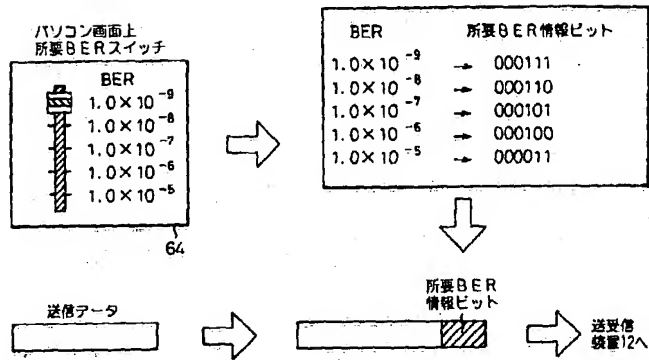 パソコン画面上
所要BERスイッチ
BER
1.0×10⁻⁹
1.0×10⁻⁸
1.0×10⁻⁷
1.0×10⁻⁶
1.0×10⁻⁵
64
BER 所要BER情報ビット
1.0×10⁻⁹ → 000111
1.0×10⁻⁸ → 000110
1.0×10⁻⁷ → 000101
1.0×10⁻⁶ → 000100
1.0×10⁻⁵ → 000011
送信データ
所要BER
情報ビット
送受信
装置12へ